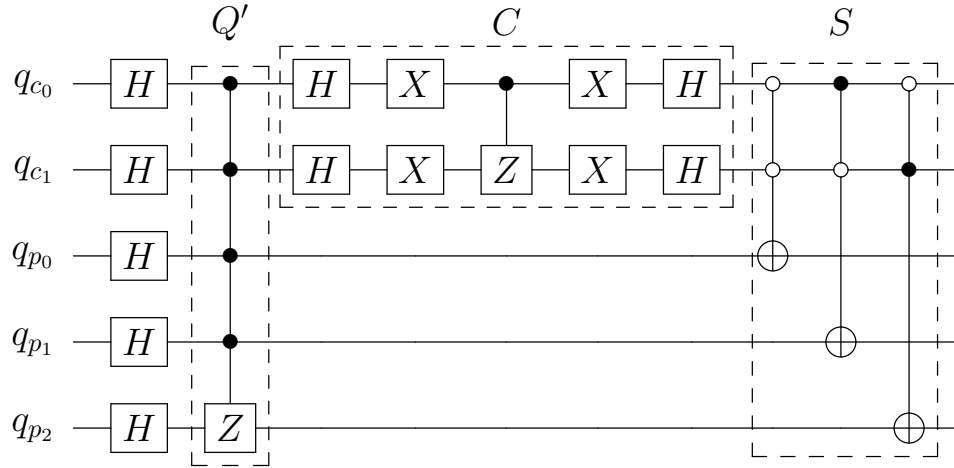 Q′ C S
q_{c_0} H H X X H
q_{c_1} H H X Z X H
q_{p_0} H
q_{p_1} H
q_{p_2} H Z